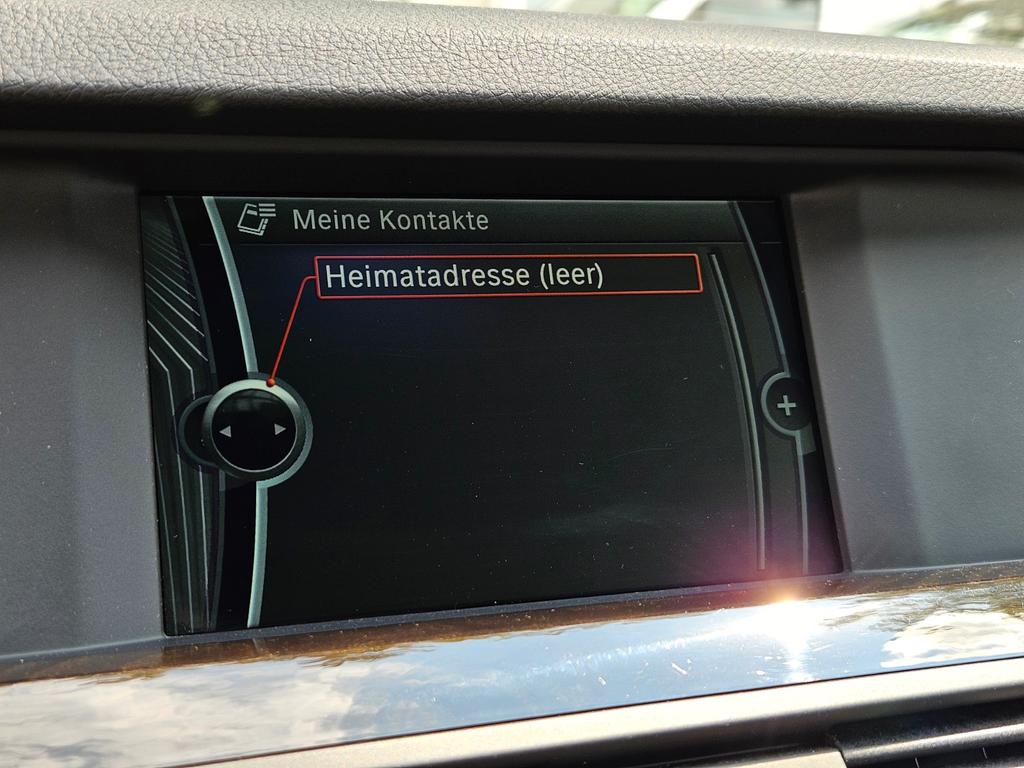 Meine Kontakte
Heimatadresse (leer)